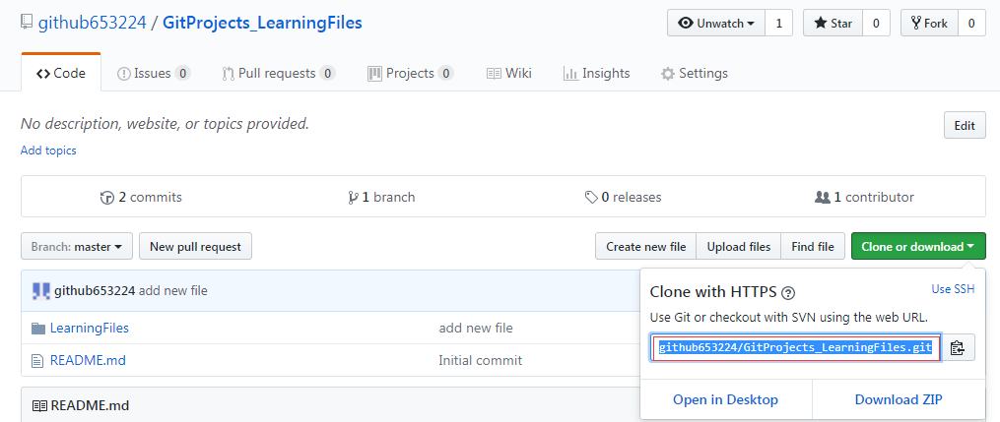 github653224 / GitProjects_LearningFiles
Unwatch 1 Star 0 Fork 0
Code Issues 0 Pull requests 0 Projects 0 Wiki Insights Settings
No description, website, or topics provided. Edit
Add topics
2 commits 1 branch 0 releases 1 contributor
Branch: master New pull request Create new file Upload files Find file Clone or download
github653224 add new file
LearningFiles add new file
README.md Initial commit
README.md
Clone with HTTPS Use SSH
Use Git or checkout with SVN using the web URL.
github653224/GitProjects_LearningFiles.git
Open in Desktop Download ZIP